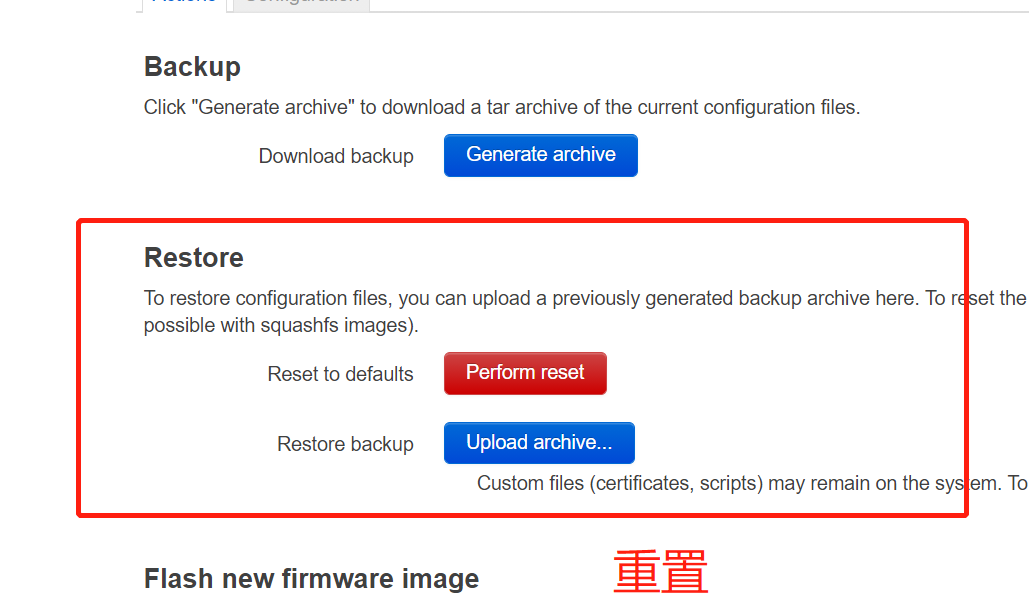 Actions Configuration
Backup
Click "Generate archive" to download a tar archive of the current configuration files.
Download backup Generate archive
Restore
To restore configuration files, you can upload a previously generated backup archive here. To reset the
possible with squashfs images).
Reset to defaults Perform reset
Restore backup Upload archive...
Custom files (certificates, scripts) may remain on the system. To
Flash new firmware image
重置